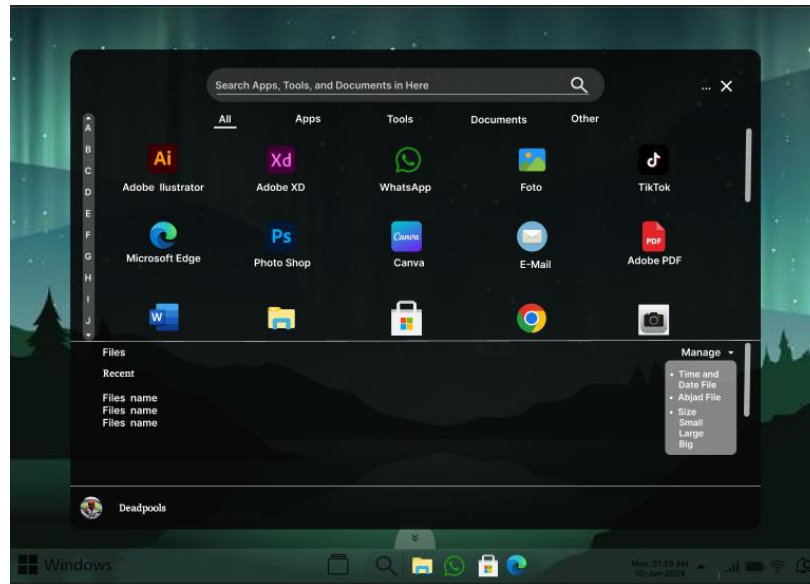 Search Apps, Tools, and Documents in Here
... ×
All Apps Tools Documents Other
A
B
C
D
E
F
G
H
I
J
Ai
Xd
Adobe Ilustrator
Adobe XD
WhatsApp
Foto
TikTok
Ps
Canva
PDF
Microsoft Edge
Photo Shop
Canva
E-Mail
Adobe PDF
W
Files
Manage
Recent
Files name
Files name
Files name
• Time and
Date File
• Abjad File
• Size
Small
Large
Big
Deadpools
Windows
Mon, 01:29 AM
10-Jun-2024